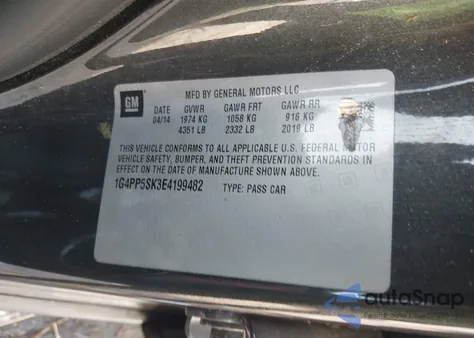 MFD BY GENERAL MOTORS LLC
GM DATE GVWR GAWR FRT GAWR RR
04/14 1974 KG 1058 KG 916 KG
4351 LB 2332 LB 2018 LB
THIS VEHICLE CONFORMS TO ALL APPLICABLE U.S. FEDERAL MOTOR
VEHICLE SAFETY, BUMPER, AND THEFT PREVENTION STANDARDS IN
EFFECT ON THE DATE OF MANUFACTURE SHOWN ABOVE.
1G4PP5SK3E4199482 TYPE: PASS CAR
autoSnap